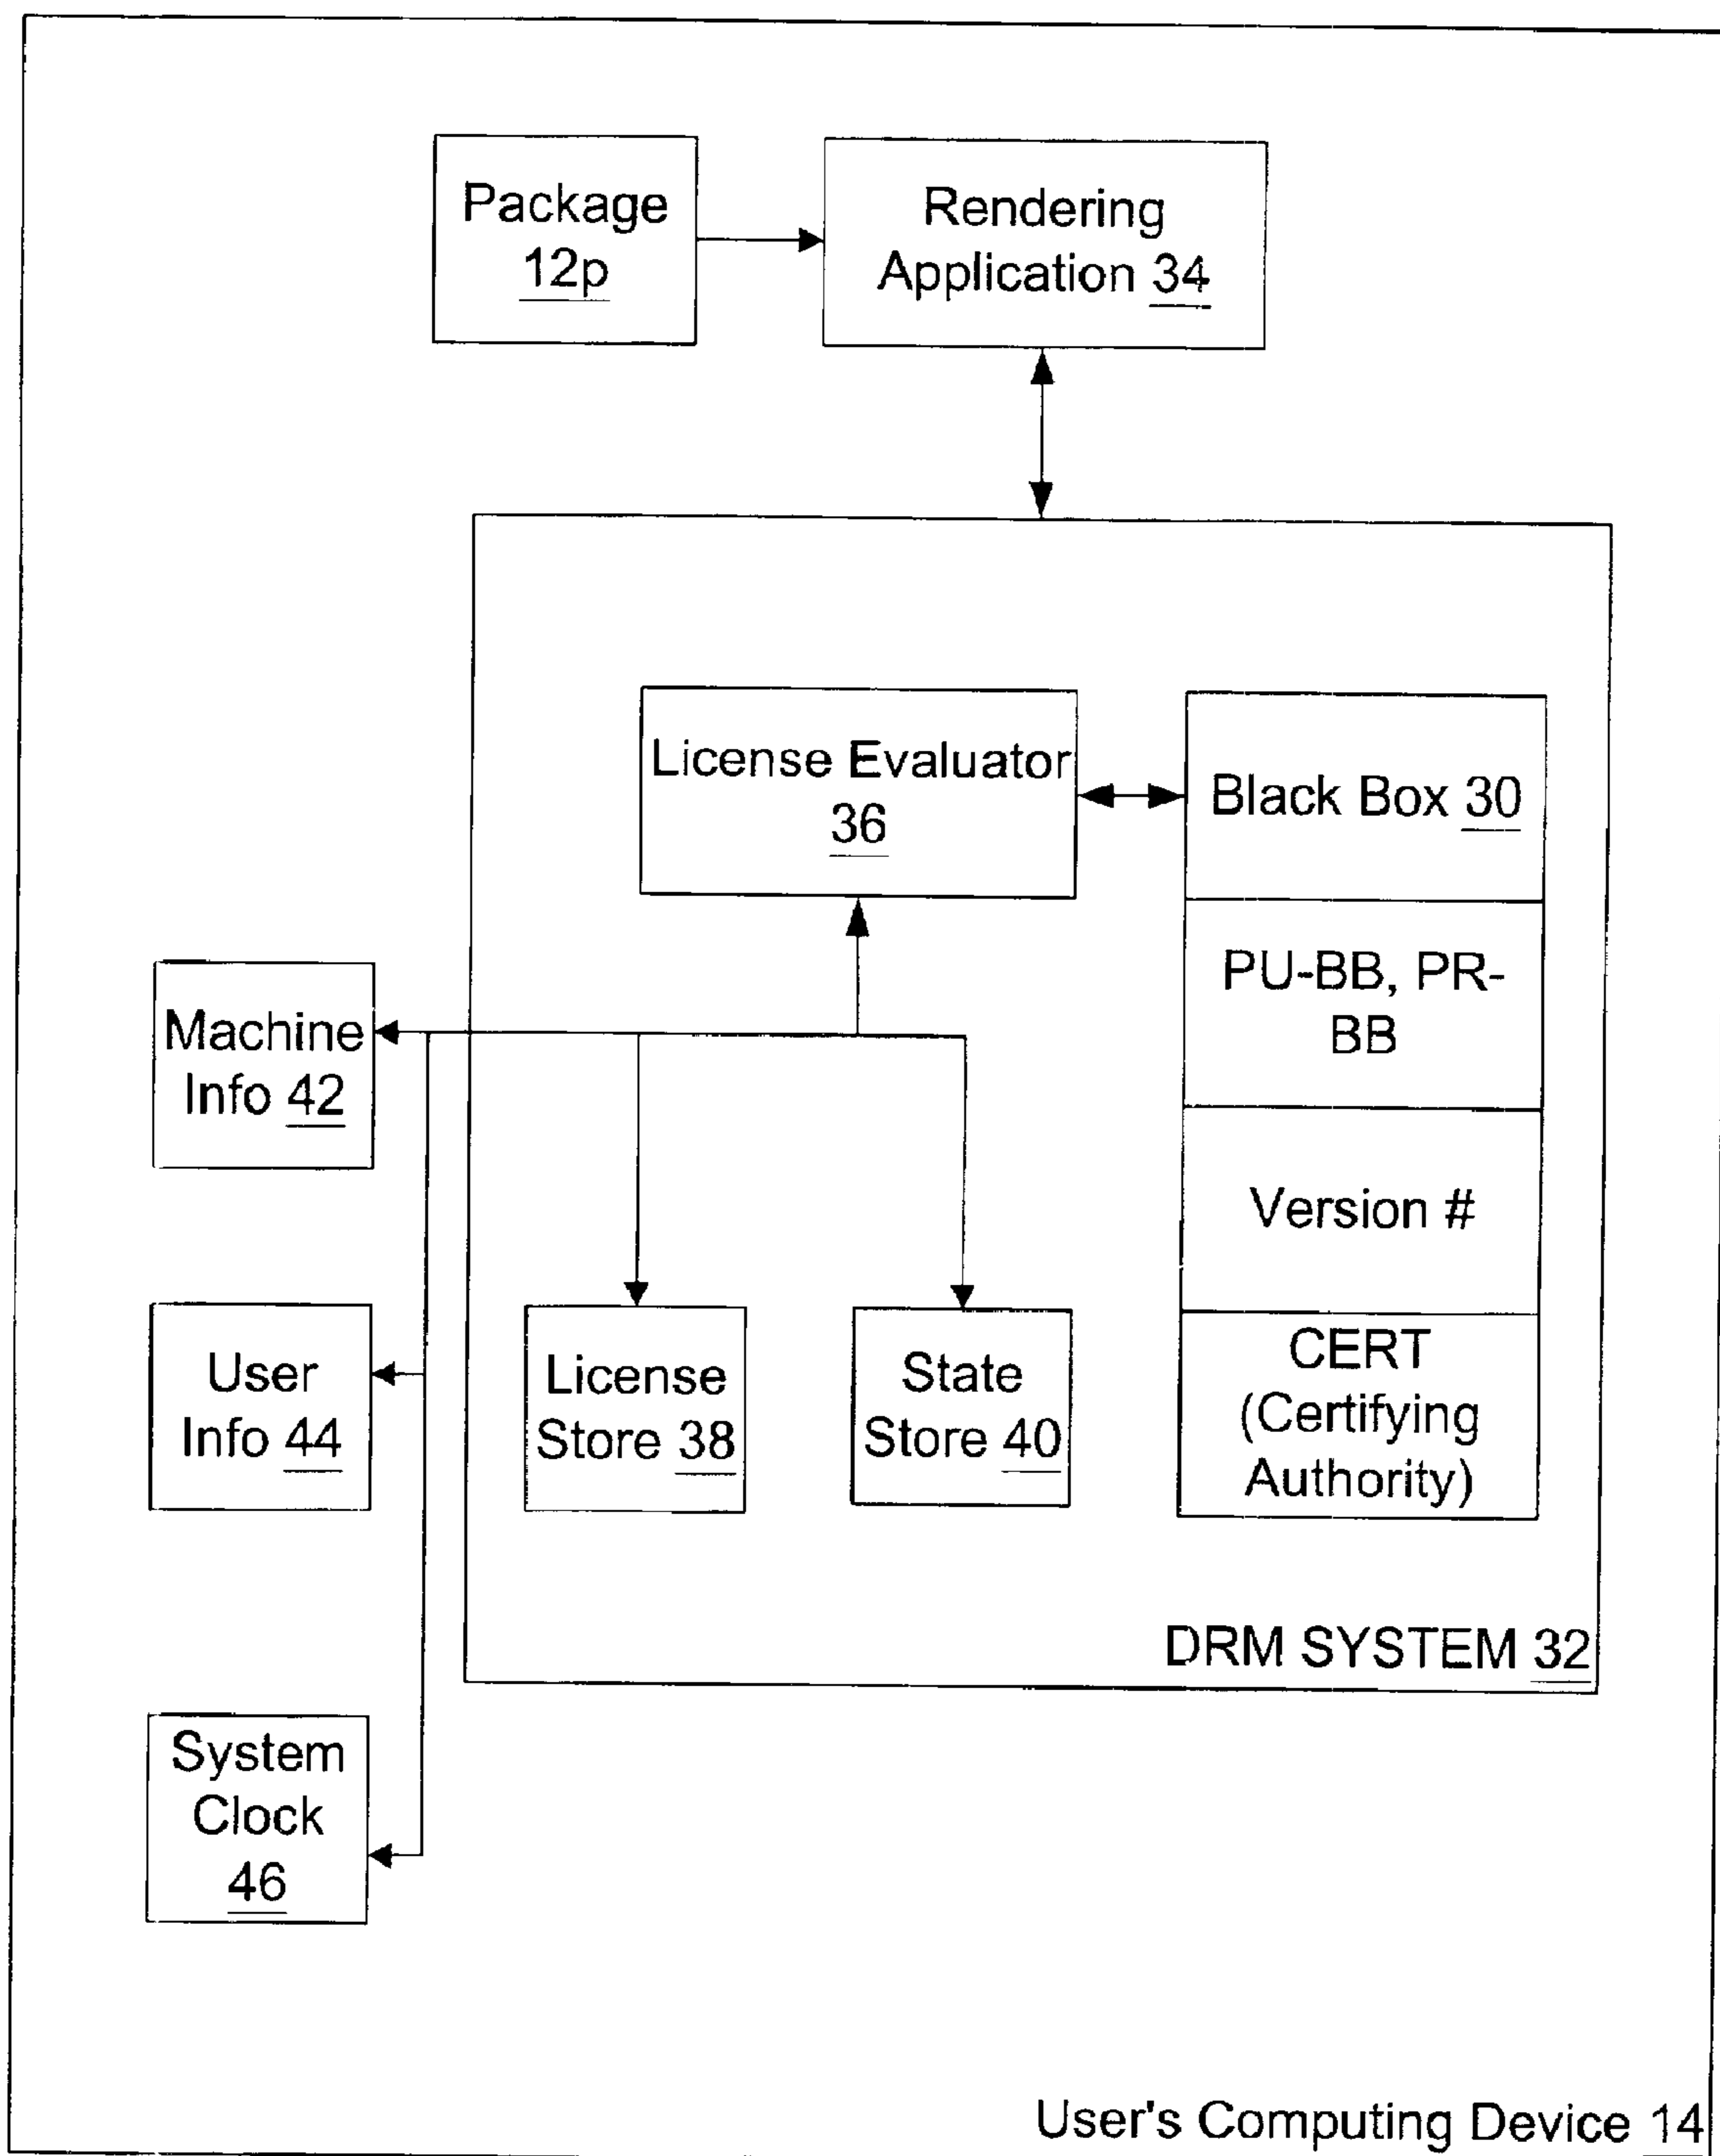 Package
12p
Rendering
Application 34
License Evaluator
36
Black Box 30
PU-BB, PR-
BB
Version #
CERT
(Certifying
Authority)
Machine
Info 42
User
Info 44
System
Clock
46
License
Store 38
State
Store 40
DRM SYSTEM 32
User's Computing Device 14